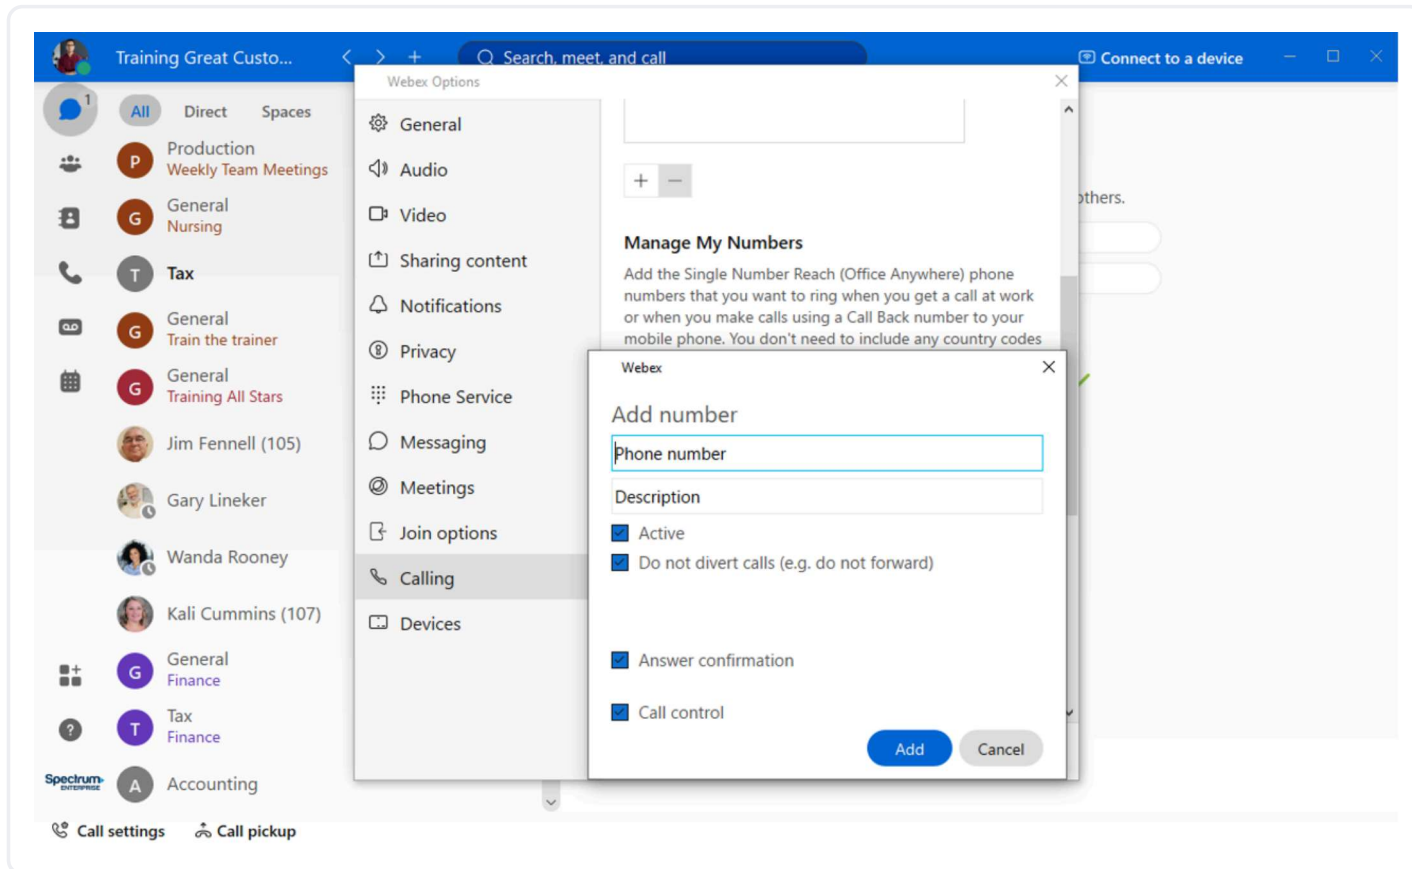 Training Great Custo...
Search, meet, and call
Connect to a device
1
All
Direct
Spaces
P
Production
Weekly Team Meetings
G
General
Nursing
T
Tax
G
General
Train the trainer
G
General
Training All Stars
Jim Fennell (105)
Gary Lineker
Wanda Rooney
Kali Cummins (107)
G
General
Finance
T
Tax
Finance
Spectrum
ENTERPRISE
A
Accounting
Call settings
Call pickup
Webex Options
General
Audio
Video
Sharing content
Notifications
Privacy
Phone Service
Messaging
Meetings
Join options
Calling
Devices
Manage My Numbers
Add the Single Number Reach (Office Anywhere) phone
numbers that you want to ring when you get a call at work
or when you make calls using a Call Back number to your
mobile phone. You don't need to include any country codes
Webex
Add number
Phone number
Description
Active
Do not divert calls (e.g. do not forward)
Answer confirmation
Call control
Add
Cancel